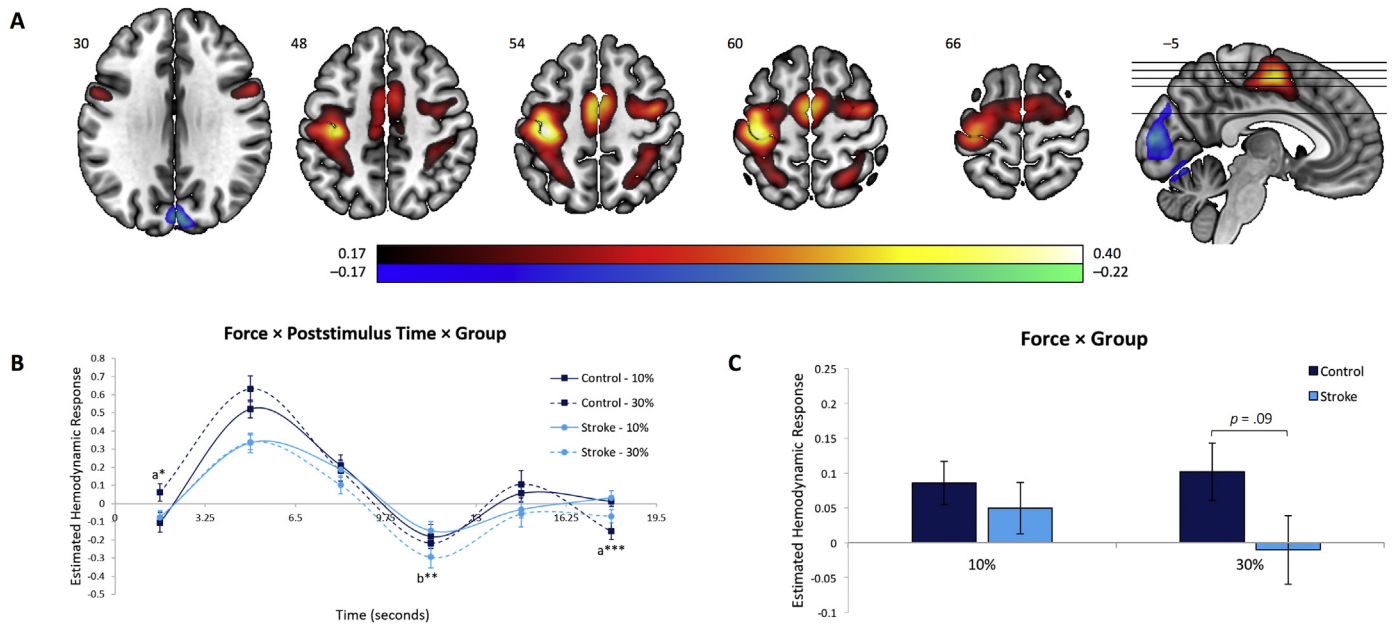 A
30
48
54
60
66
–5
0.17
0.40
–0.17
–0.22
B
Force × Poststimulus Time × Group
Estimated Hemodynamic Response
0.8
0.7
0.6
0.5
0.4
0.3
0.2
0.1
0
-0.1
-0.2
-0.3
-0.4
-0.5
0
3.25
6.5
9.75
13
16.25
19.5
Control - 10%
Control - 30%
Stroke - 10%
Stroke - 30%
a*
b**
a***
Time (seconds)
C
Force × Group
Estimated Hemodynamic Response
0.25
0.2
0.15
0.1
0.05
0
-0.05
-0.1
Control
Stroke
p = .09
10%
30%